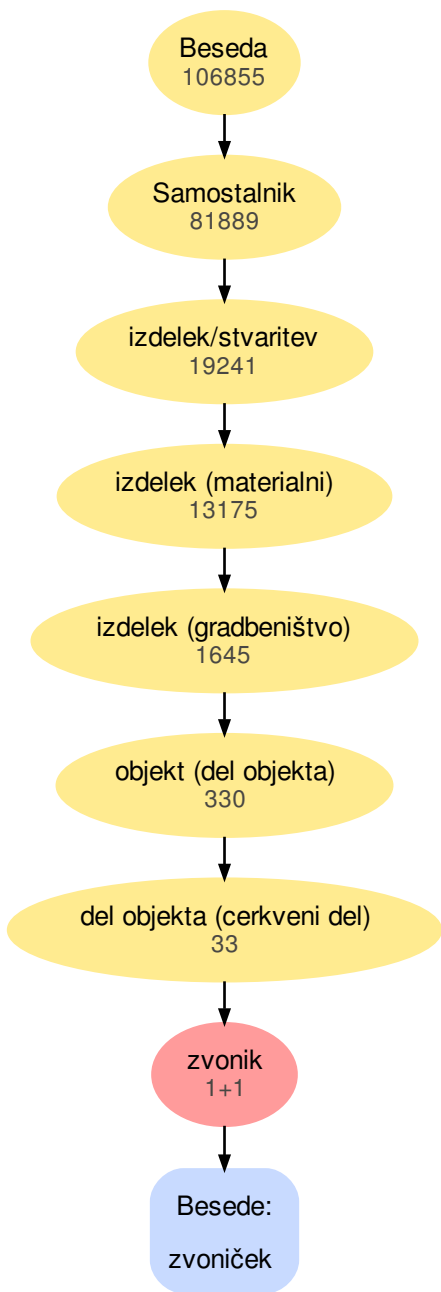 Beseda
106855
Samostalnik
81889
izdelek/stvaritev
19241
izdelek (materialni)
13175
izdelek (gradbeništvo)
1645
objekt (del objekta)
330
del objekta (cerkveni del)
33
zvonik
1+1
Besede:
zvoniček